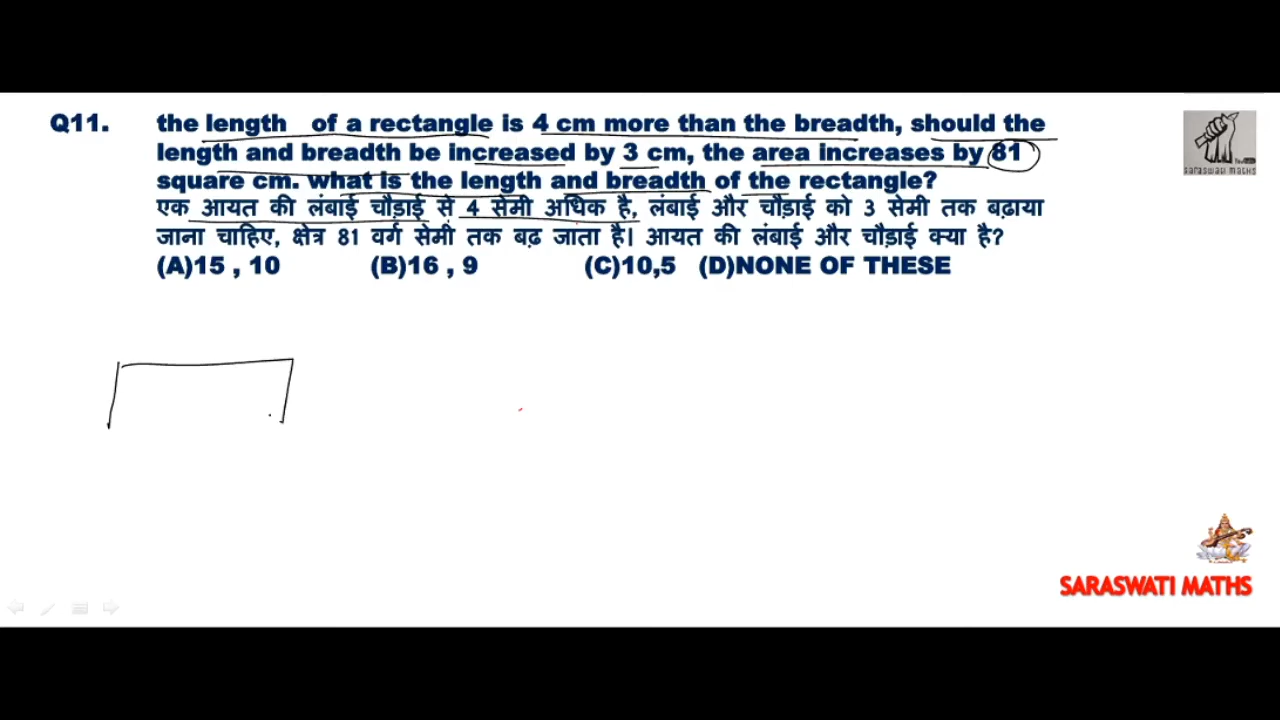 Q11. the length of a rectangle is 4 cm more than the breadth, should the
length and breadth be increased by 3 cm, the area increases by 81
square cm. what is the length and breadth of the rectangle?
एक आयत की लंबाई चौड़ाई से 4 सेमी अधिक है, लंबाई और चौड़ाई को 3 सेमी तक बढ़ाया
जाना चाहिए, क्षेत्र 81 वर्ग सेमी तक बढ़ जाता है। आयत की लंबाई और चौड़ाई क्या है?
(A)15 , 10 (B)16 , 9 (C)10,5 (D)NONE OF THESE
SARASWATI MATHS
SARASWATI MATHS